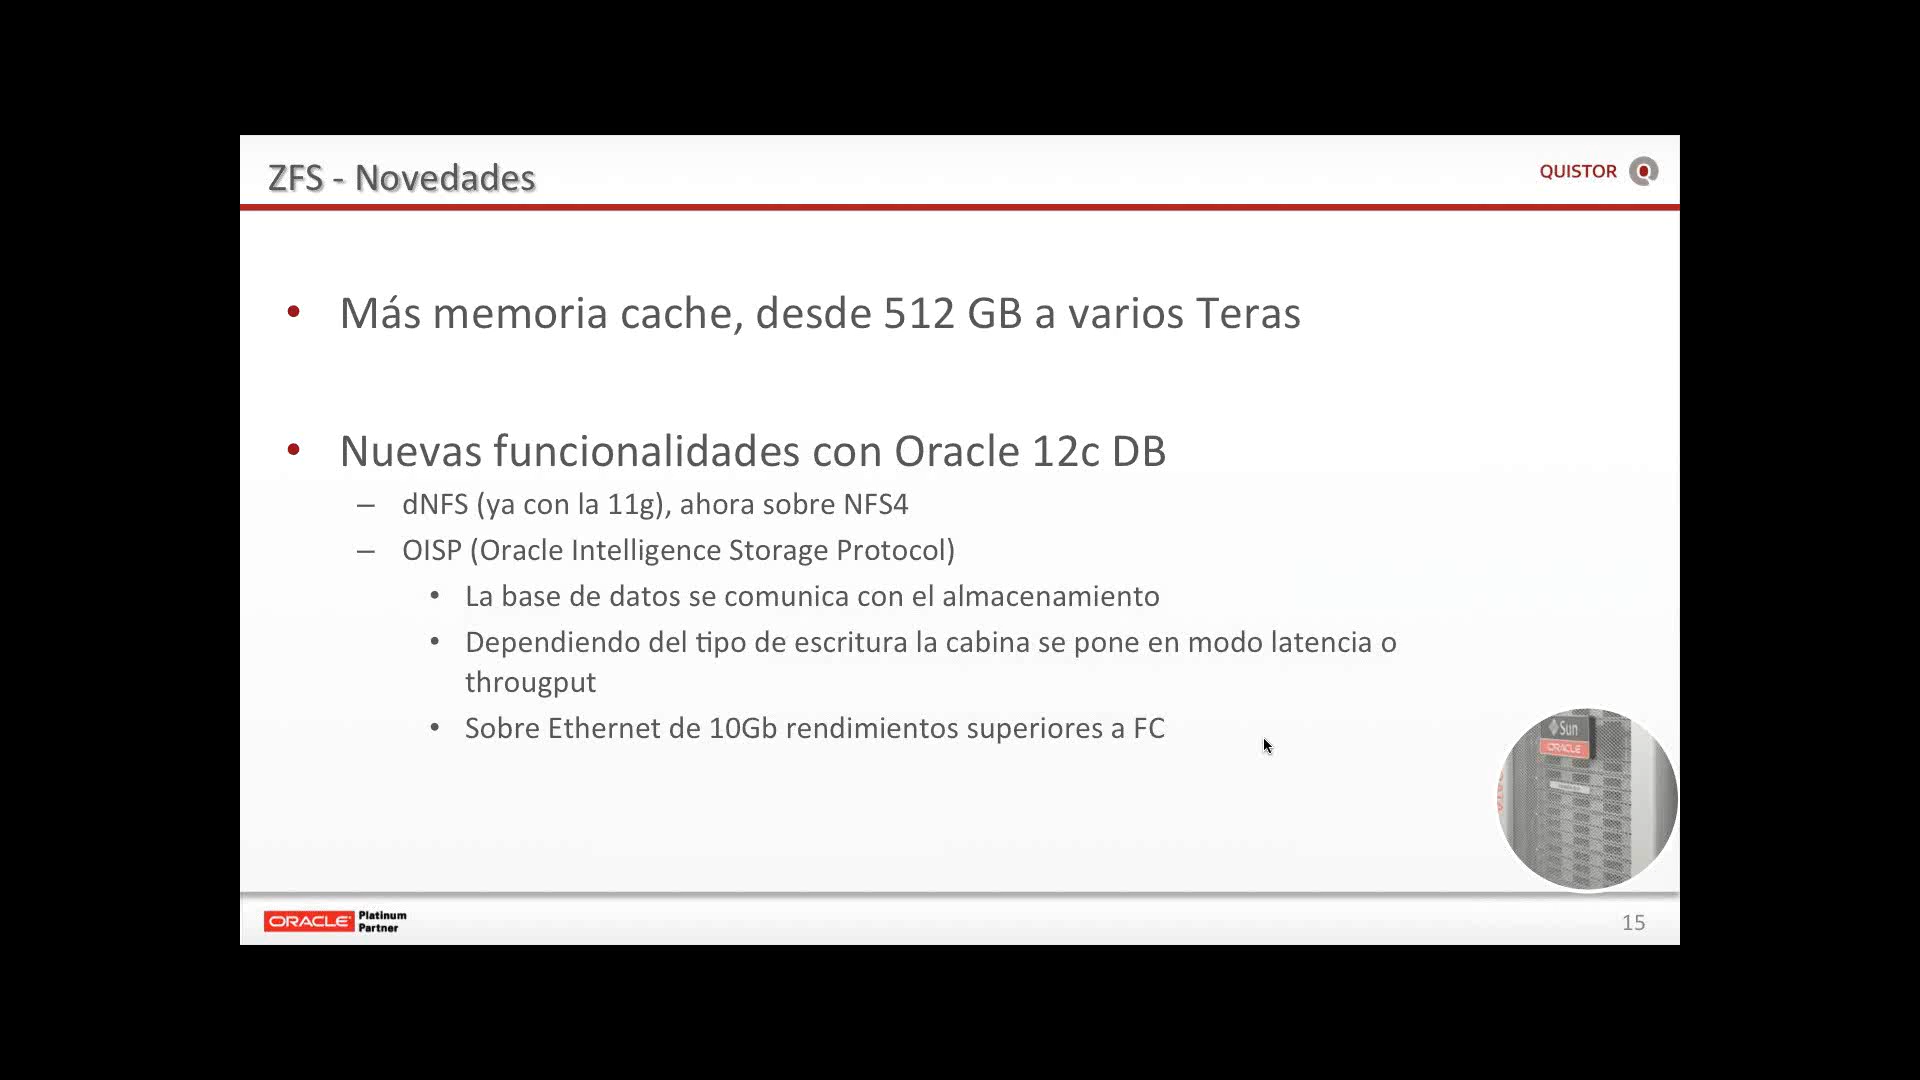 ZFS - Novedades
QUISTOR
• Más memoria cache, desde 512 GB a varios Teras
• Nuevas funcionalidades con Oracle 12c DB
– dNFS (ya con la 11g), ahora sobre NFS4
– OISP (Oracle Intelligence Storage Protocol)
• La base de datos se comunica con el almacenamiento
• Dependiendo del tipo de escritura la cabina se pone en modo latencia o
througput
• Sobre Ethernet de 10Gb rendimientos superiores a FC
Sun
ORACLE
ORACLE Platinum
Partner
15